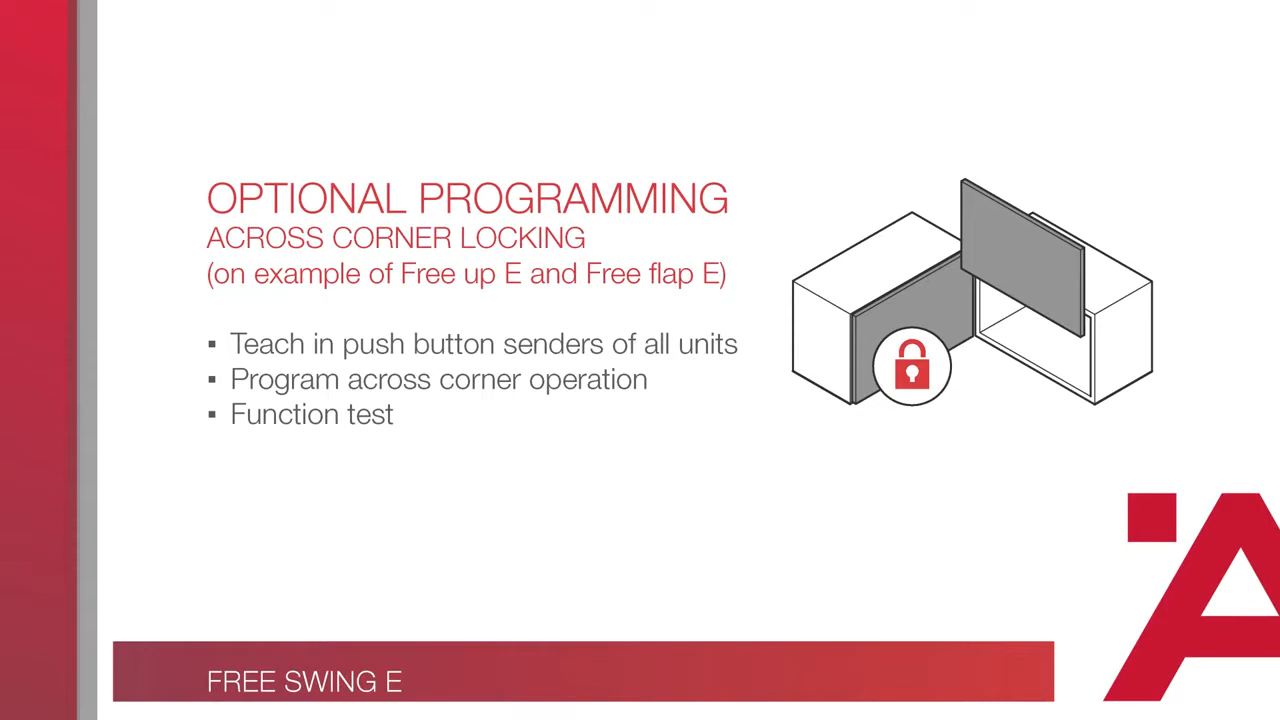 OPTIONAL PROGRAMMING
ACROSS CORNER LOCKING
(on example of Free up E and Free flap E)
▪ Teach in push button senders of all units
▪ Program across corner operation
▪ Function test
FREE SWING E